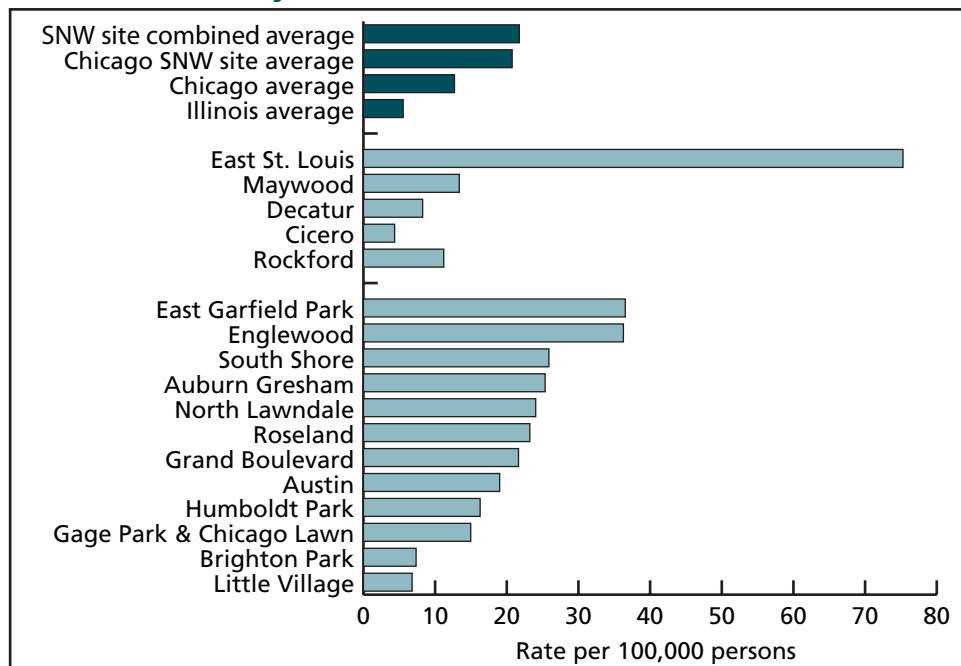 SNW site combined average
Chicago SNW site average
Chicago average
Illinois average
East St. Louis
Maywood
Decatur
Cicero
Rockford
East Garfield Park
Englewood
South Shore
Auburn Gresham
North Lawndale
Roseland
Grand Boulevard
Austin
Humboldt Park
Gage Park & Chicago Lawn
Brighton Park
Little Village
0 10 20 30 40 50 60 70 80
Rate per 100,000 persons